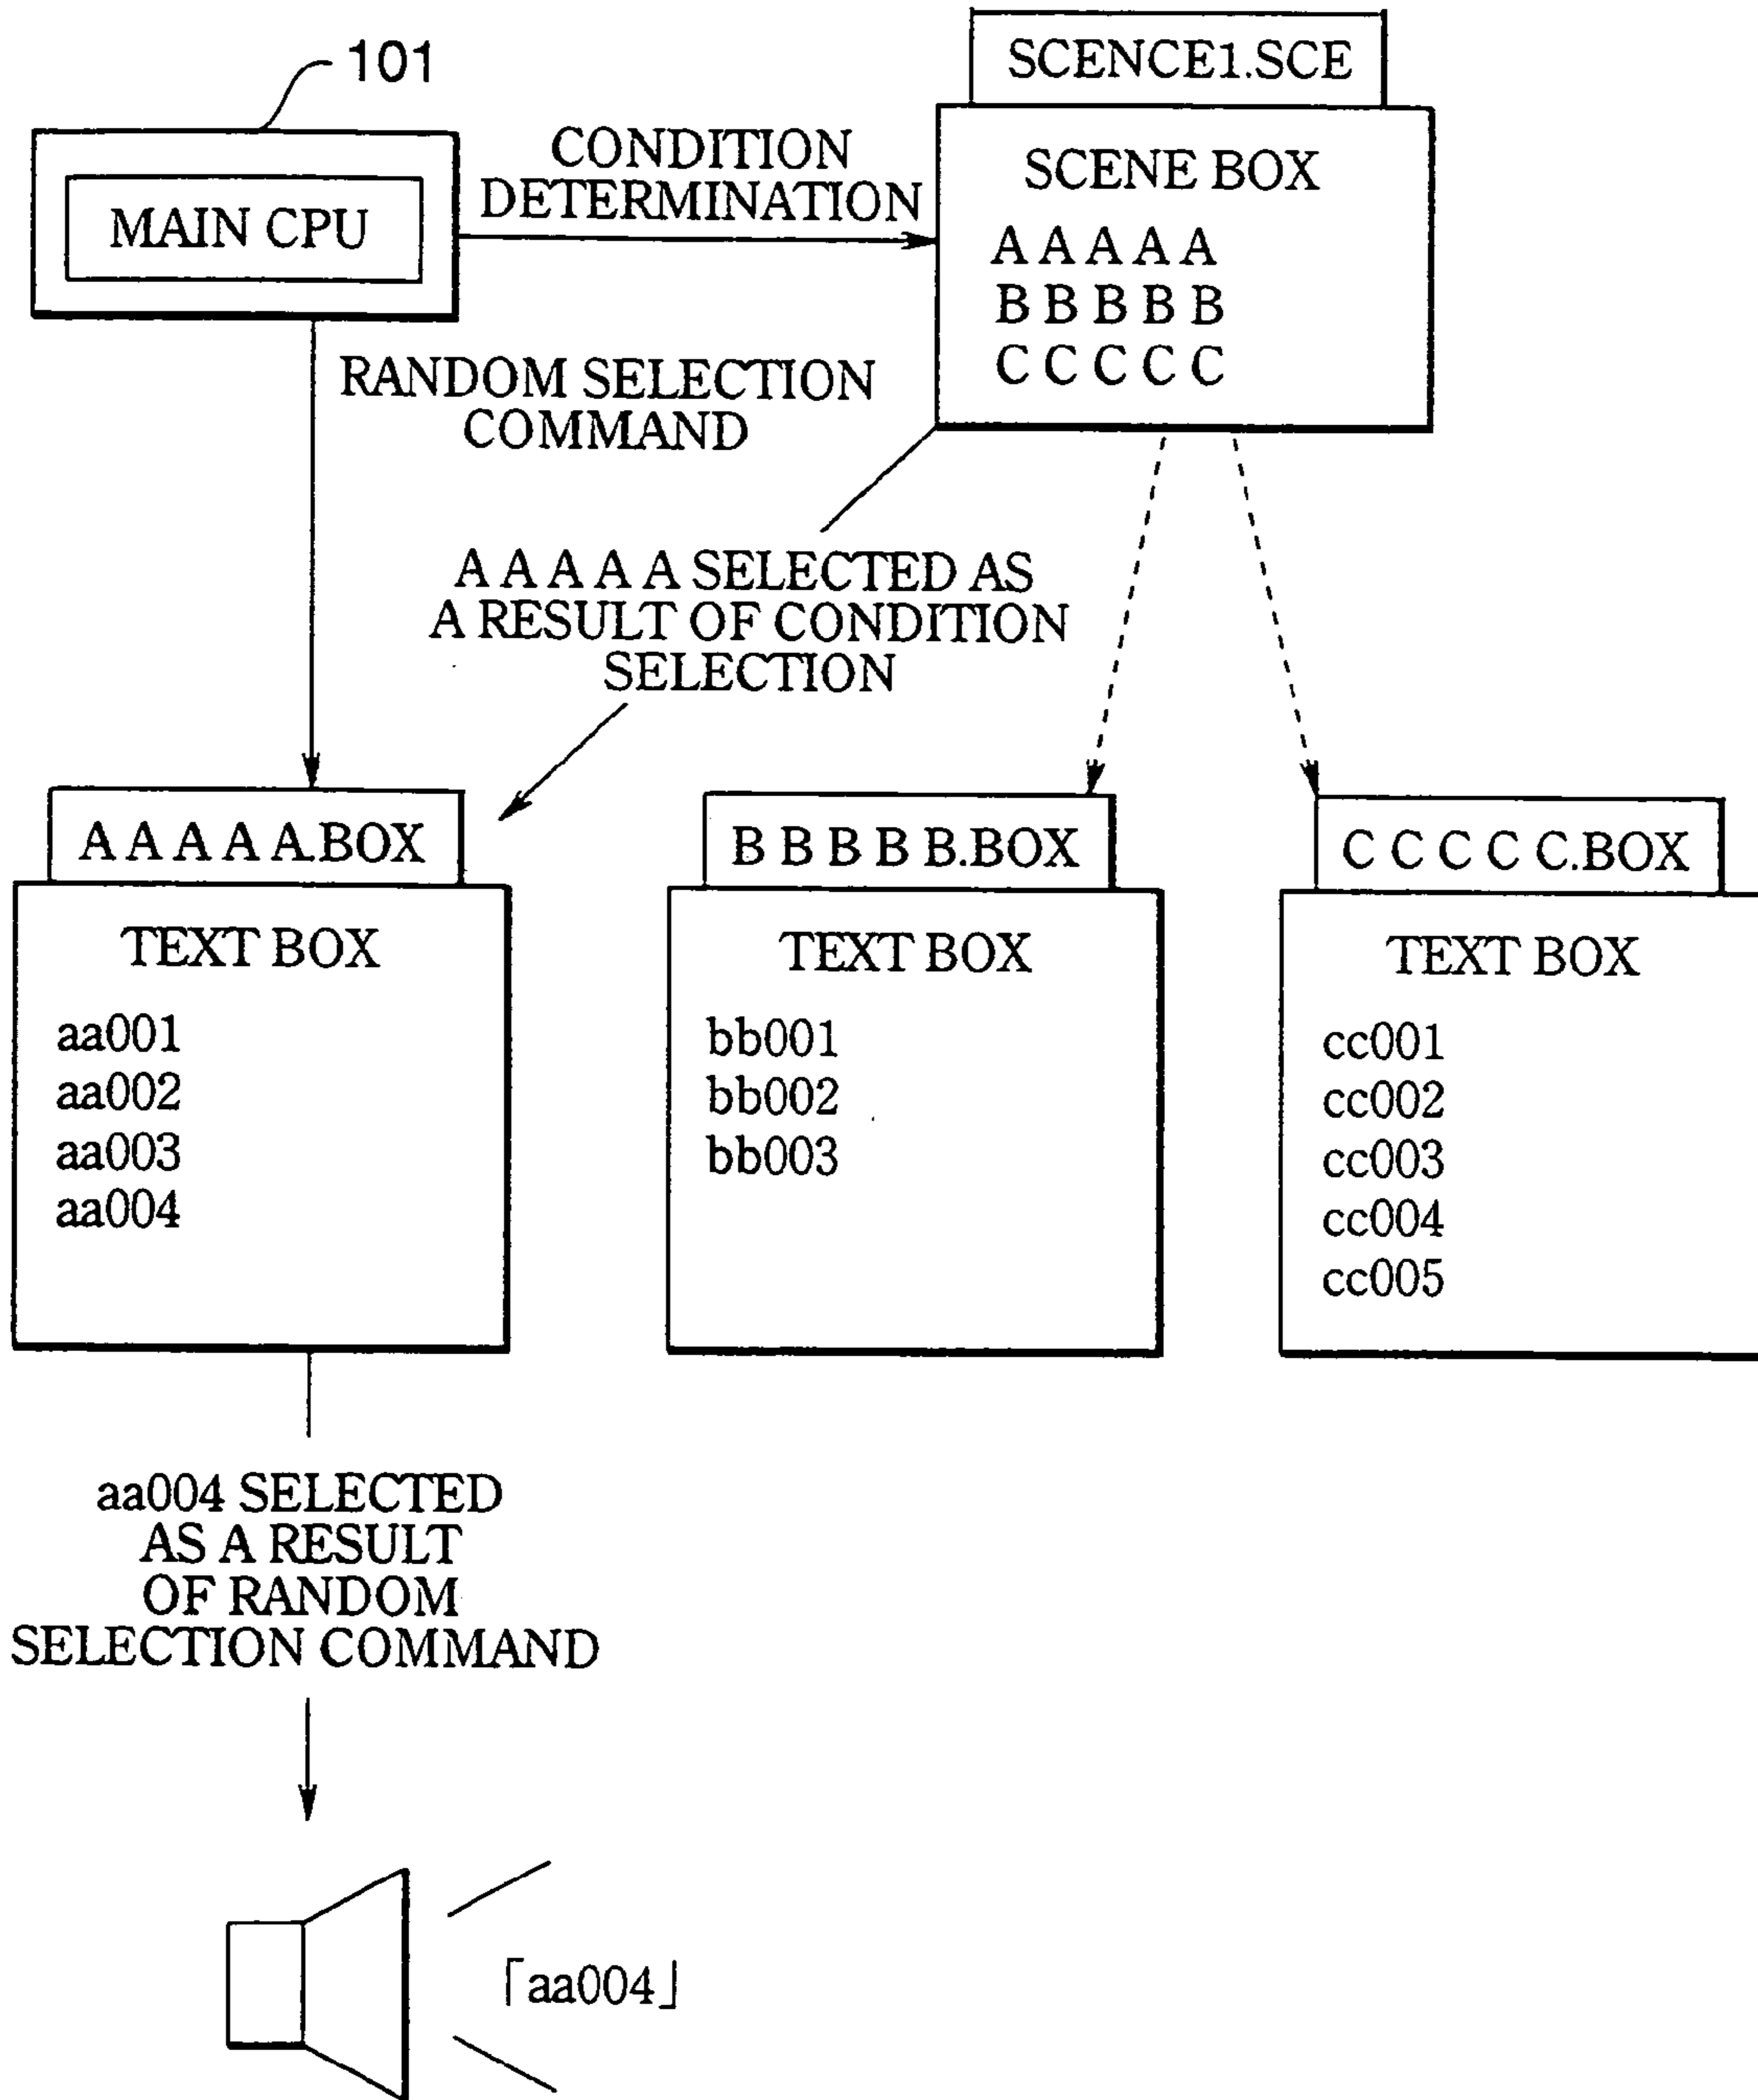 101
SCENCE1.SCE
MAIN CPU
CONDITION
DETERMINATION
SCENE BOX
A A A A A
B B B B B
C C C C C
RANDOM SELECTION
COMMAND
A A A A A SELECTED AS
A RESULT OF CONDITION
SELECTION
A A A A A.BOX
TEXT BOX
aa001
aa002
aa003
aa004
B B B B B.BOX
TEXT BOX
bb001
bb002
bb003
C C C C C.BOX
TEXT BOX
cc001
cc002
cc003
cc004
cc005
aa004 SELECTED
AS A RESULT
OF RANDOM
SELECTION COMMAND
「aa004」